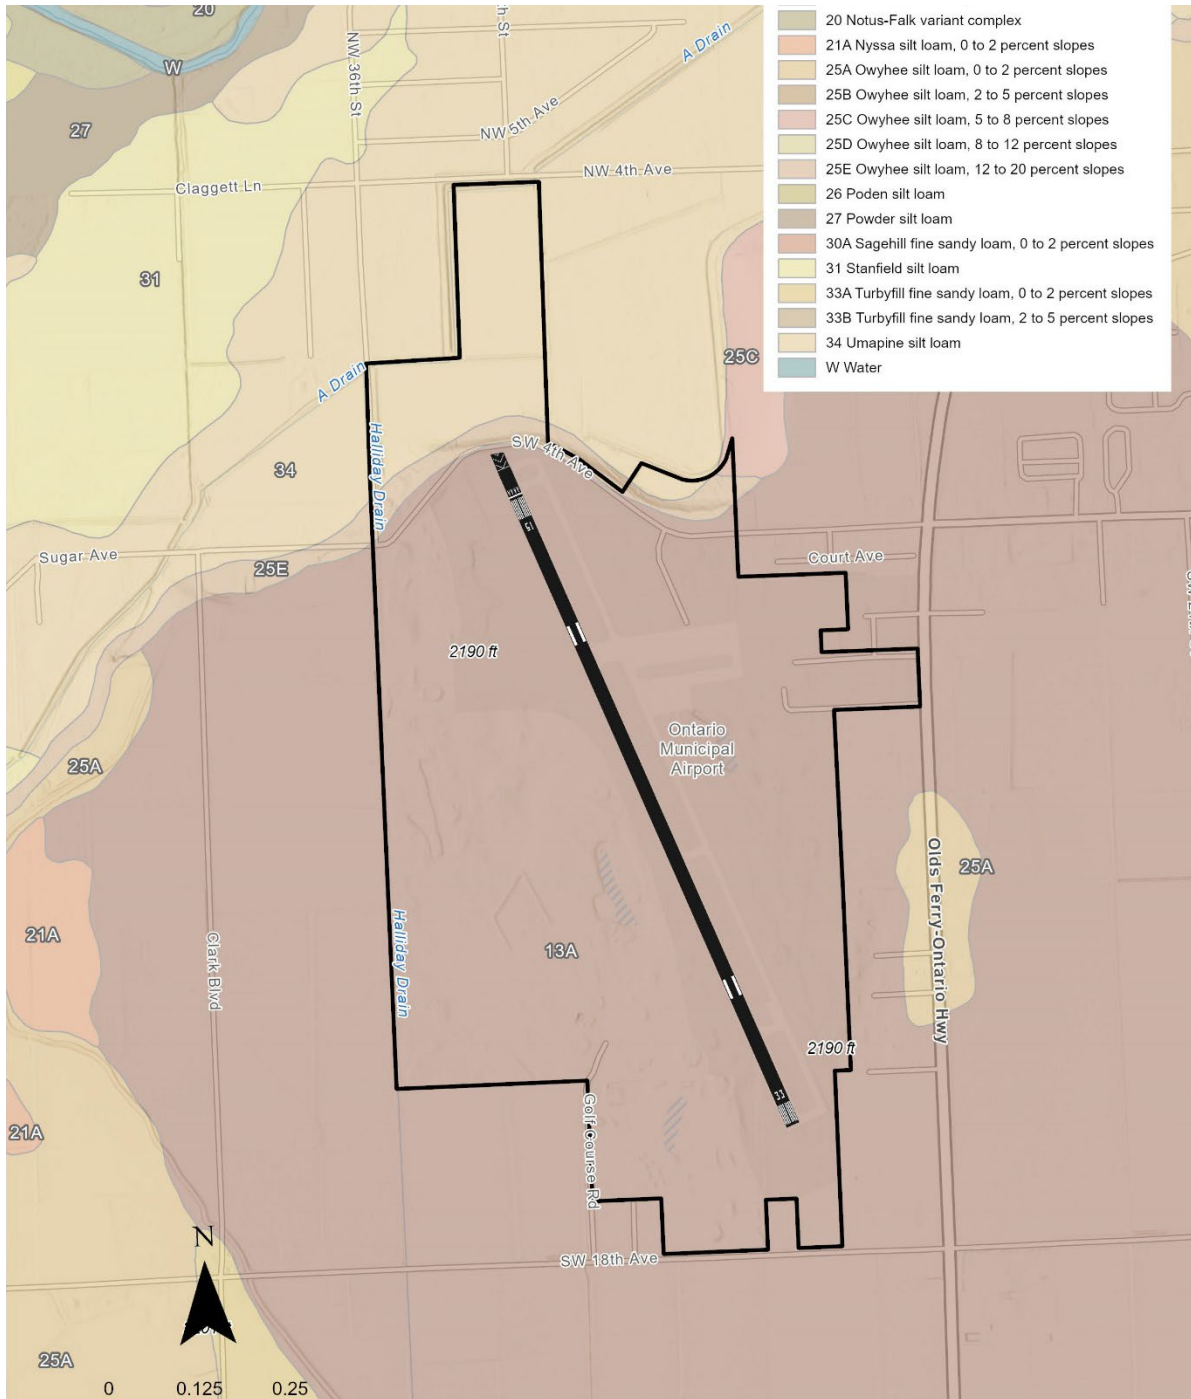 20
20 Notus-Falk variant complex
21A Nyssa silt loam, 0 to 2 percent slopes
25A Owyhee silt loam, 0 to 2 percent slopes
25B Owyhee silt loam, 2 to 5 percent slopes
25C Owyhee silt loam, 5 to 8 percent slopes
25D Owyhee silt loam, 8 to 12 percent slopes
25E Owyhee silt loam, 12 to 20 percent slopes
26 Poden silt loam
27 Powder silt loam
30A Sagehill fine sandy loam, 0 to 2 percent slopes
31 Stanfield silt loam
33A Turbyfill fine sandy loam, 0 to 2 percent slopes
33B Turbyfill fine sandy loam, 2 to 5 percent slopes
34 Umapine silt loam
W Water
W
NW 36th St
th St
A Drain
27
NW 5th Ave
Claggett Ln
NW 4th Ave
31
25C
A Drain
Halliday Drain
SW 4th Ave
34
15
Sugar Ave
25E
Court Ave
2190 ft
Ontario
Municipal
Airport
25A
Olds Ferry-Ontario Hwy
25A
21A
Clark Blvd
Halliday Drain
13A
2190 ft
33
21A
Golf Course Rd
N
SW 18th Ave
25A
0 0.125 0.25